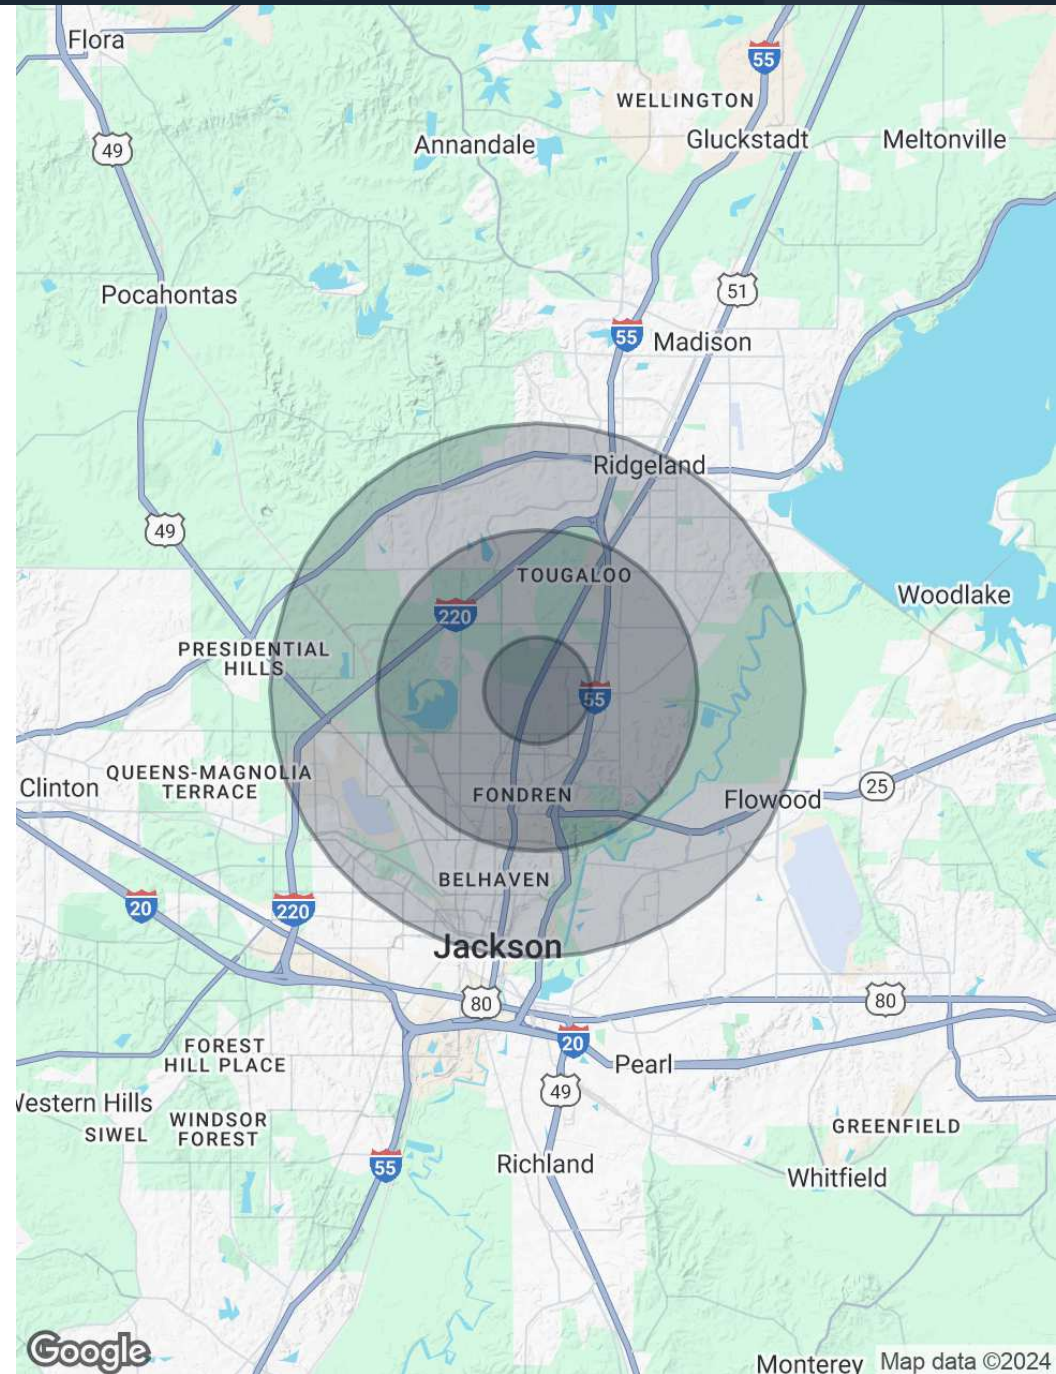 Flora
55
WELLINGTON
49
Annandale
Gluckstadt
Meltonville
Pocahontas
51
55
Madison
Ridgeland
49
TOUGALOO
Woodlake
220
PRESIDENTIAL
HILLS
55
QUEENS-MAGNOLIA
TERRACE
Clinton
FONDREN
Flowood
25
BELHAVEN
20
220
Jackson
80
80
20
FOREST
HILL PLACE
Pearl
49
Western Hills
WINDSOR
FOREST
SIWEL
GREENFIELD
55
Richland
Whitfield
Google
Monterey
Map data ©2024